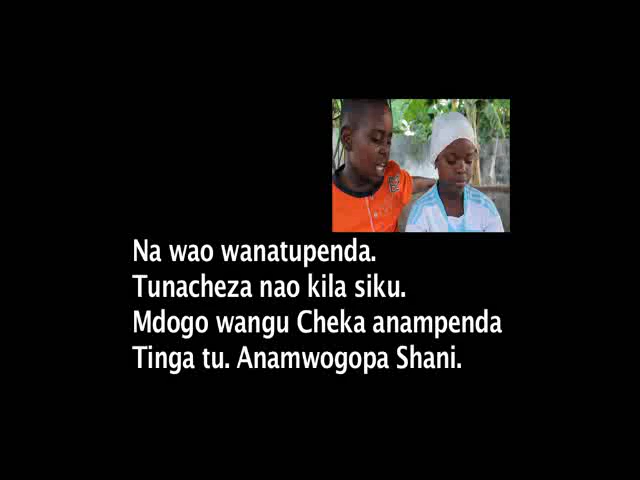 Na wao wanatupenda.
Tunacheza nao kila siku.
Mdogo wangu Cheka anampenda
Tinga tu. Anamwogopa Shani.